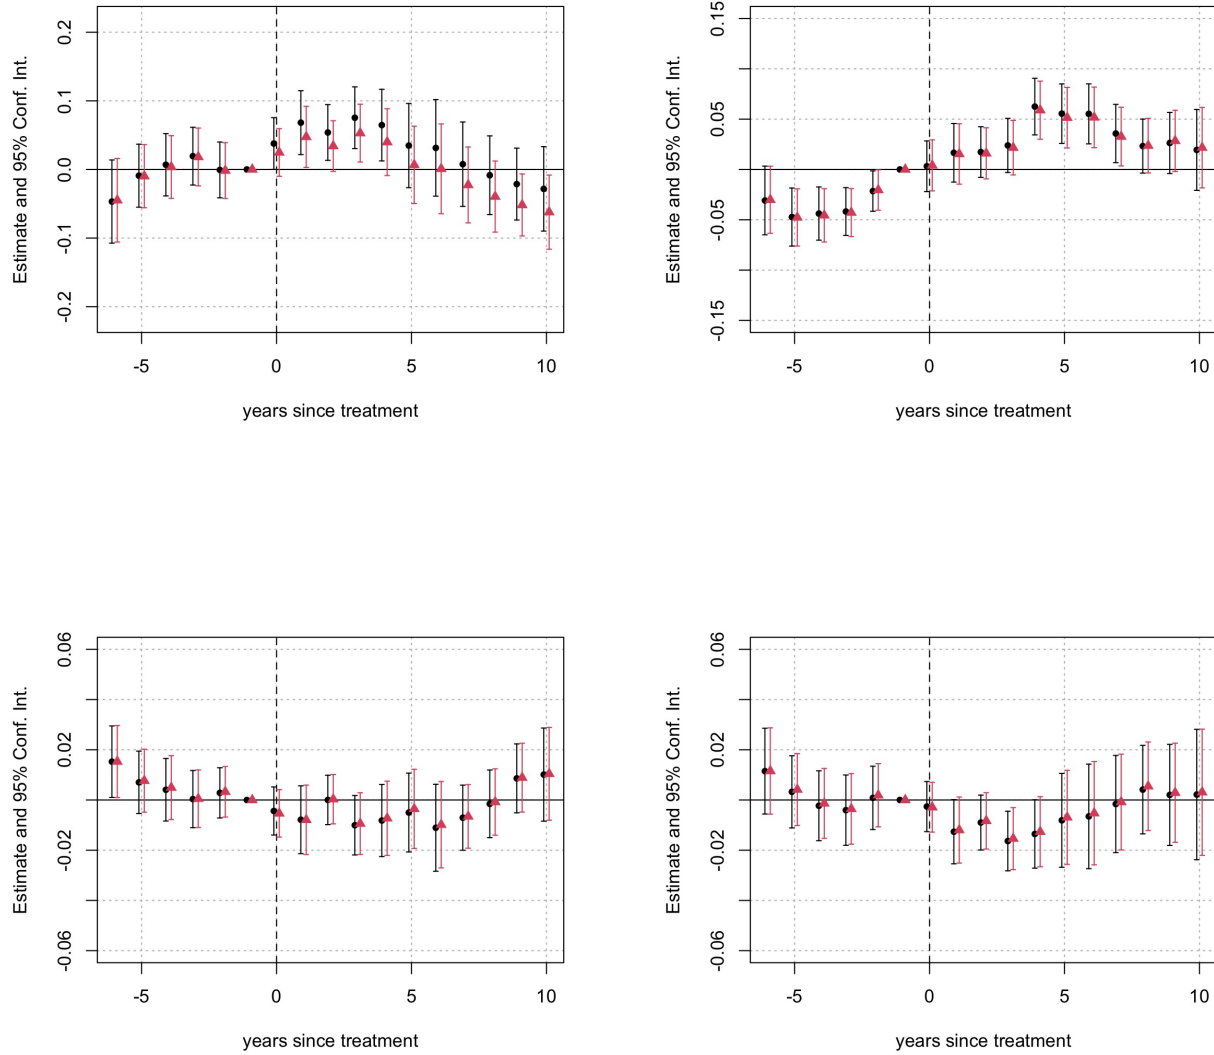 Estimate and 95% Conf. Int.
0.2
0.1
0.0
-0.1
-0.2
-5 0 5 10
years since treatment
Estimate and 95% Conf. Int.
0.15
0.05
-0.05
-0.15
-5 0 5 10
years since treatment
Estimate and 95% Conf. Int.
0.06
0.02
-0.02
-0.06
-5 0 5 10
years since treatment
Estimate and 95% Conf. Int.
0.06
0.02
-0.02
-0.06
-5 0 5 10
years since treatment